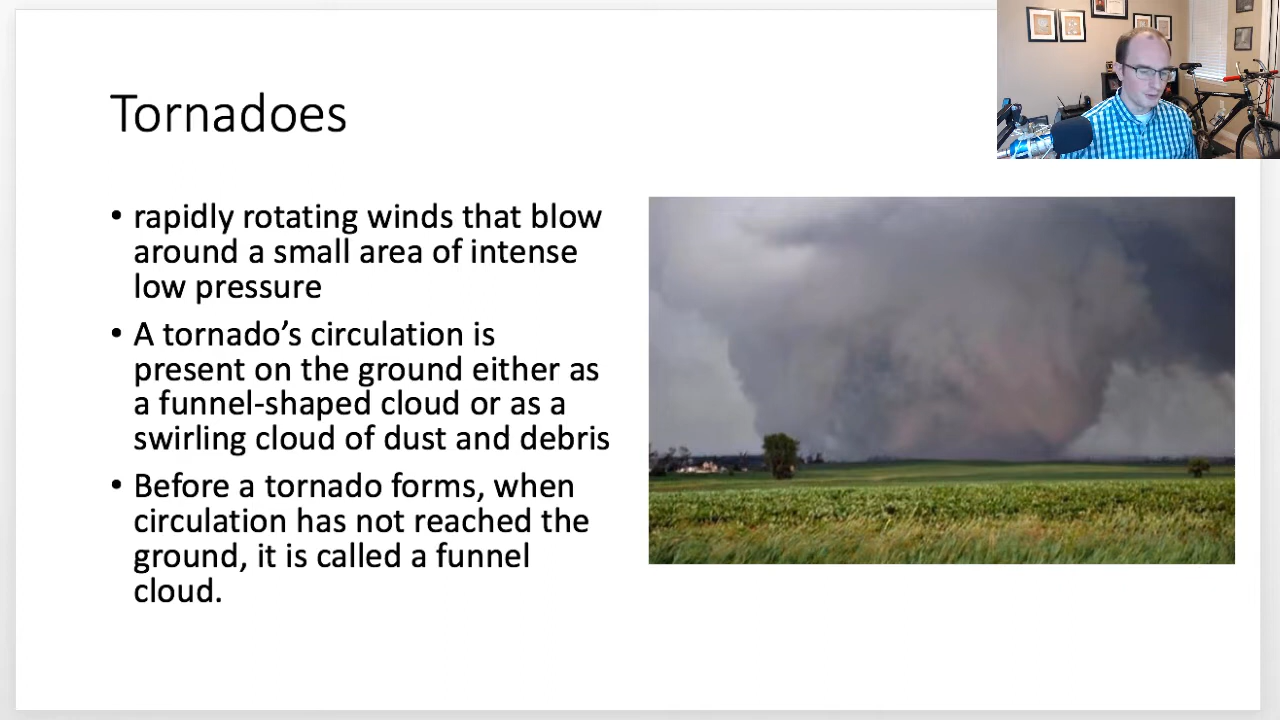 Tornadoes
• rapidly rotating winds that blow
around a small area of intense
low pressure
• A tornado’s circulation is
present on the ground either as
a funnel-shaped cloud or as a
swirling cloud of dust and debris
• Before a tornado forms, when
circulation has not reached the
ground, it is called a funnel
cloud.